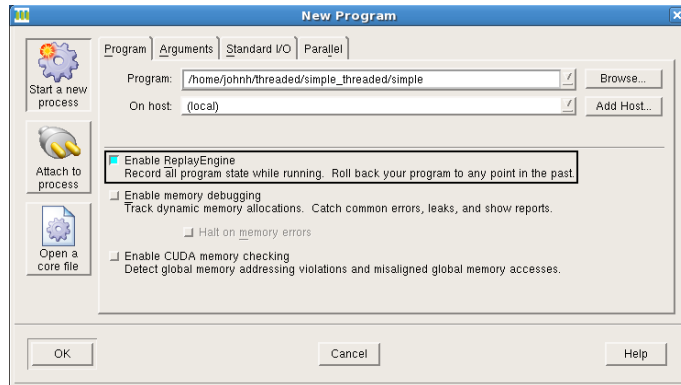 New Program
Start a new
process
Attach to
process
Open a
core file
Program Arguments Standard I/O Parallel
Program: /home/johnh/threaded/simple_threaded/simple Browse...
On host: (local) Add Host...
Enable ReplayEngine
Record all program state while running. Roll back your program to any point in the past.
Enable memory debugging
Track dynamic memory allocations. Catch common errors, leaks, and show reports.
Halt on memory errors
Enable CUDA memory checking
Detect global memory addressing violations and misaligned global memory accesses.
OK Cancel Help